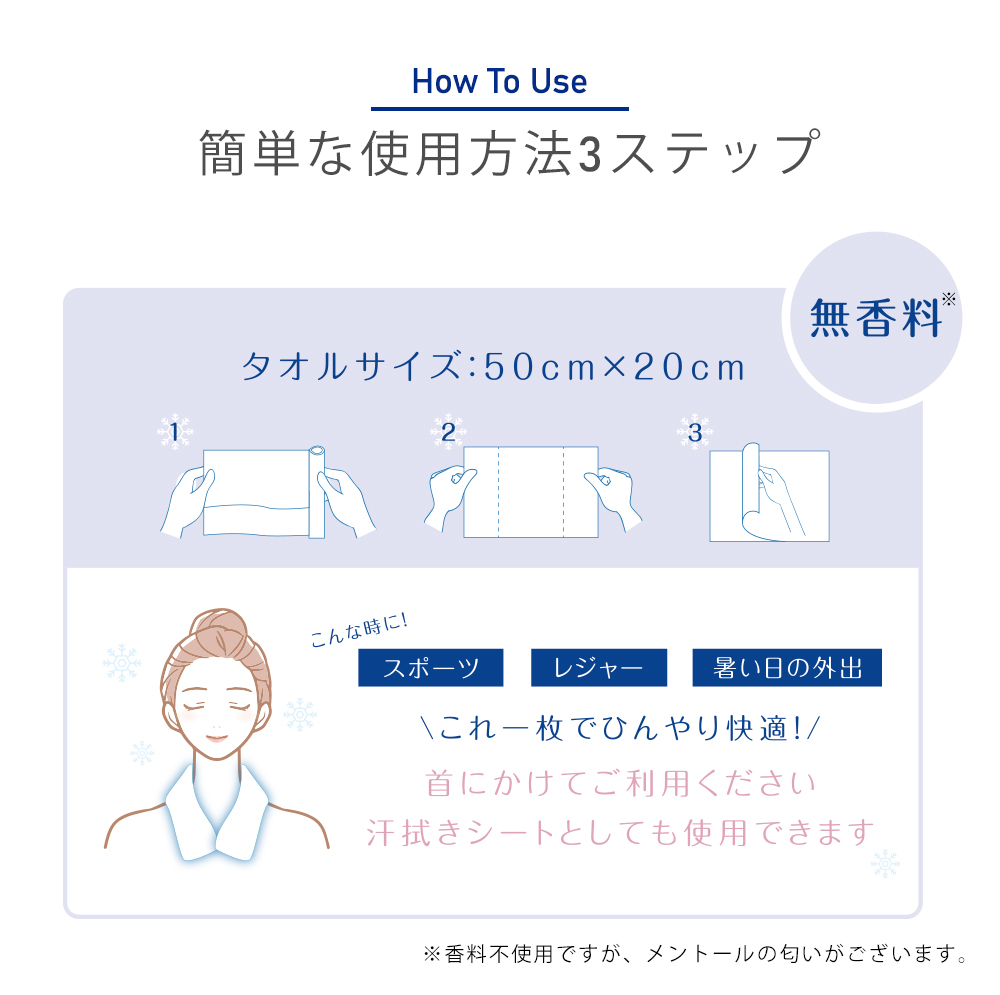 How To Use
簡単な使用方法3ステップ
無香料※
タオルサイズ:50cm×20cm
1
2
3
こんな時に!
スポーツ
レジャー
暑い日の外出
\これ一枚でひんやり快適!/
首にかけてご利用ください
汗拭きシートとしても使用できます
※香料不使用ですが、メントールの匂いがございます。